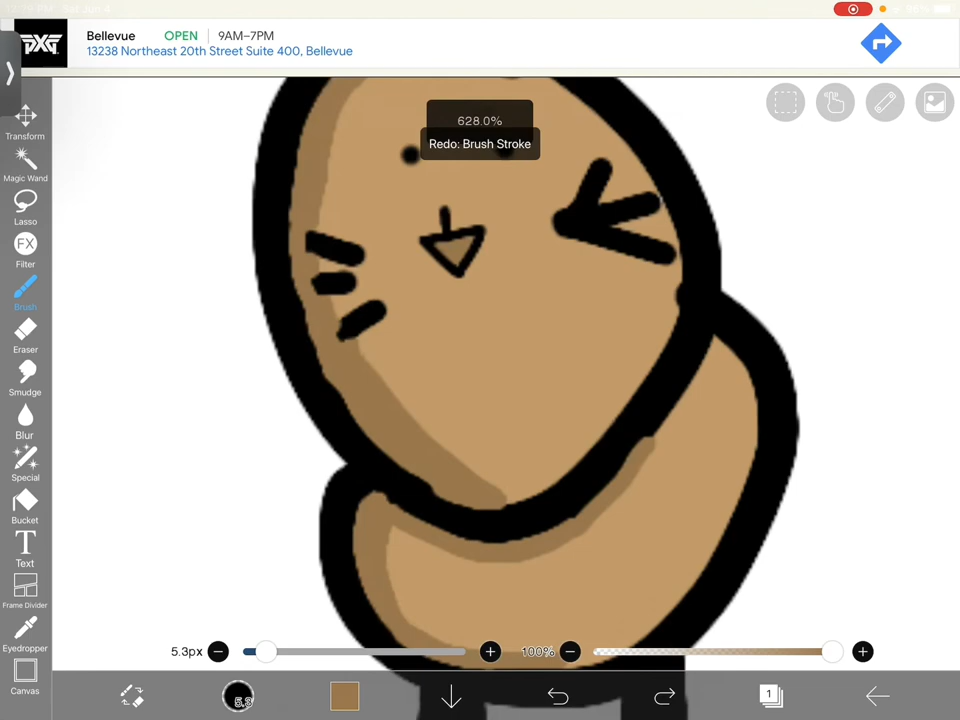 PXG
Bellevue OPEN 9AM–7PM
13238 Northeast 20th Street Suite 400, Bellevue
628.0%
Redo: Brush Stroke
Transform
Magic Wand
Lasso
FX
Filter
Brush
Eraser
Smudge
Blur
Special
Bucket
T
Text
Frame Divider
Eyedropper
Canvas
5.3px
100%
5.3
1